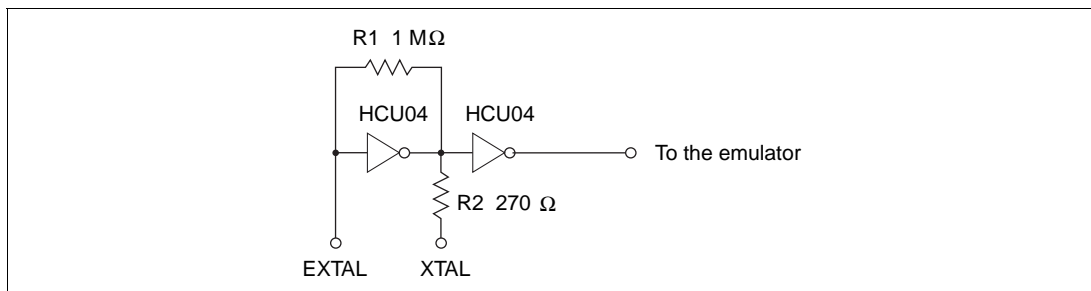 R1 1 MΩ
HCU04 HCU04
To the emulator
R2 270 Ω
EXTAL XTAL